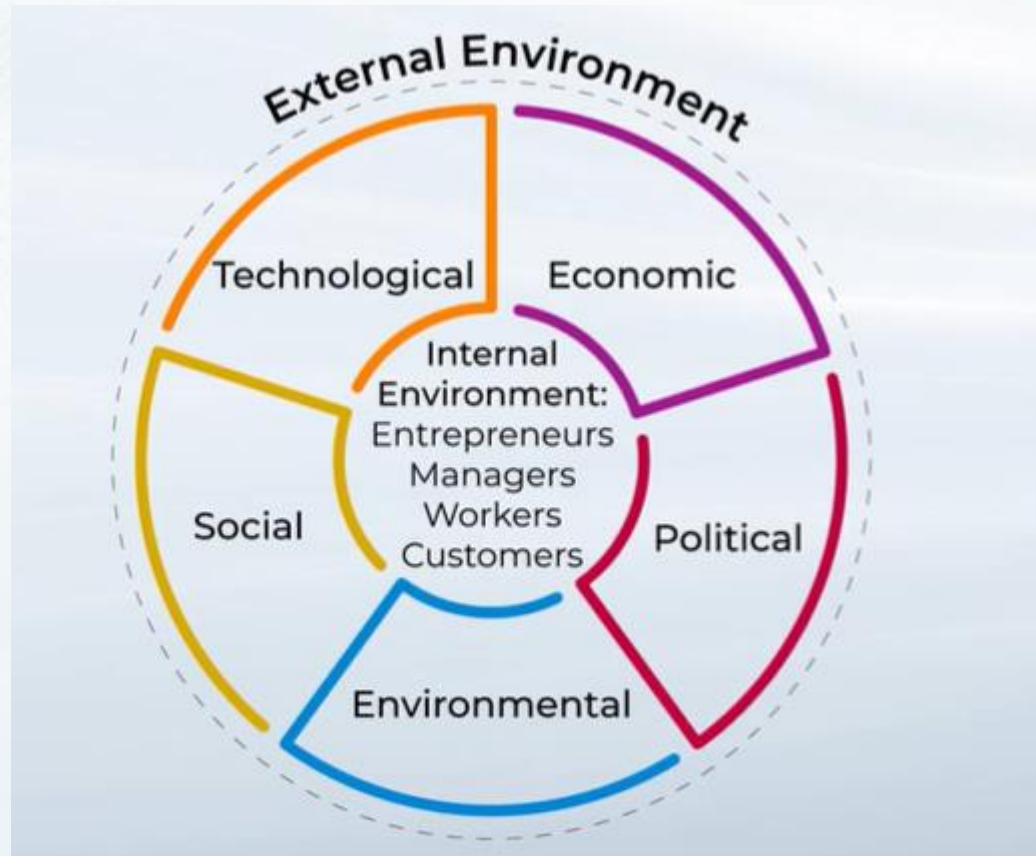 External Environment
Technological
Economic
Internal
Environment:
Entrepreneurs
Managers
Workers
Customers
Social
Political
Environmental